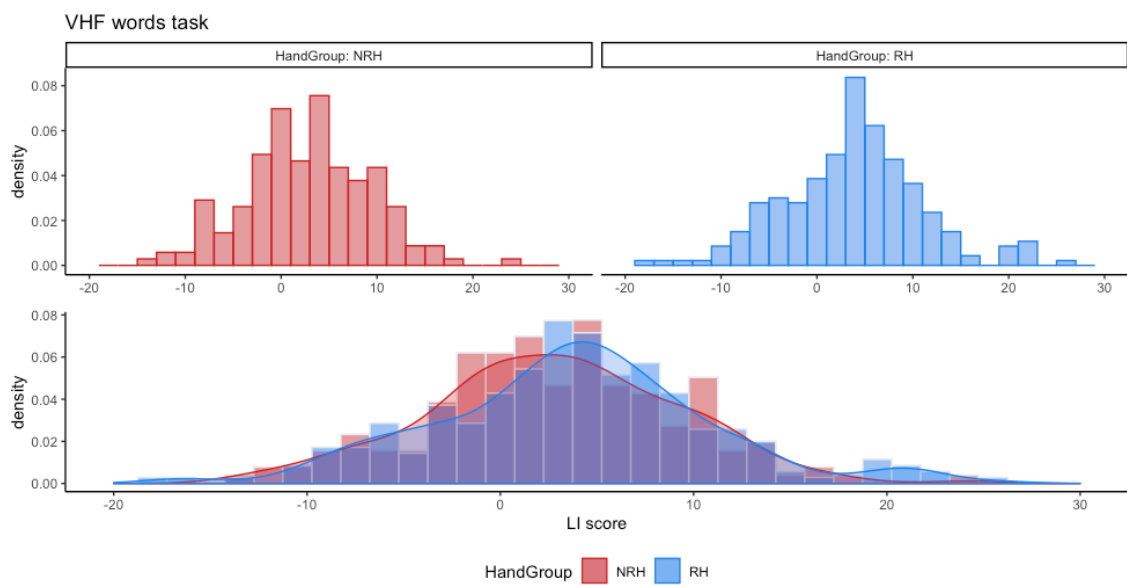 VHF words task
HandGroup: NRH
HandGroup: RH
density
0.08
0.06
0.04
0.02
0.00
-20 -10 0 10 20 30
-20 -10 0 10 20 30
density
0.08
0.06
0.04
0.02
0.00
-20 -10 0 10 20 30
LI score
HandGroup NRH RH